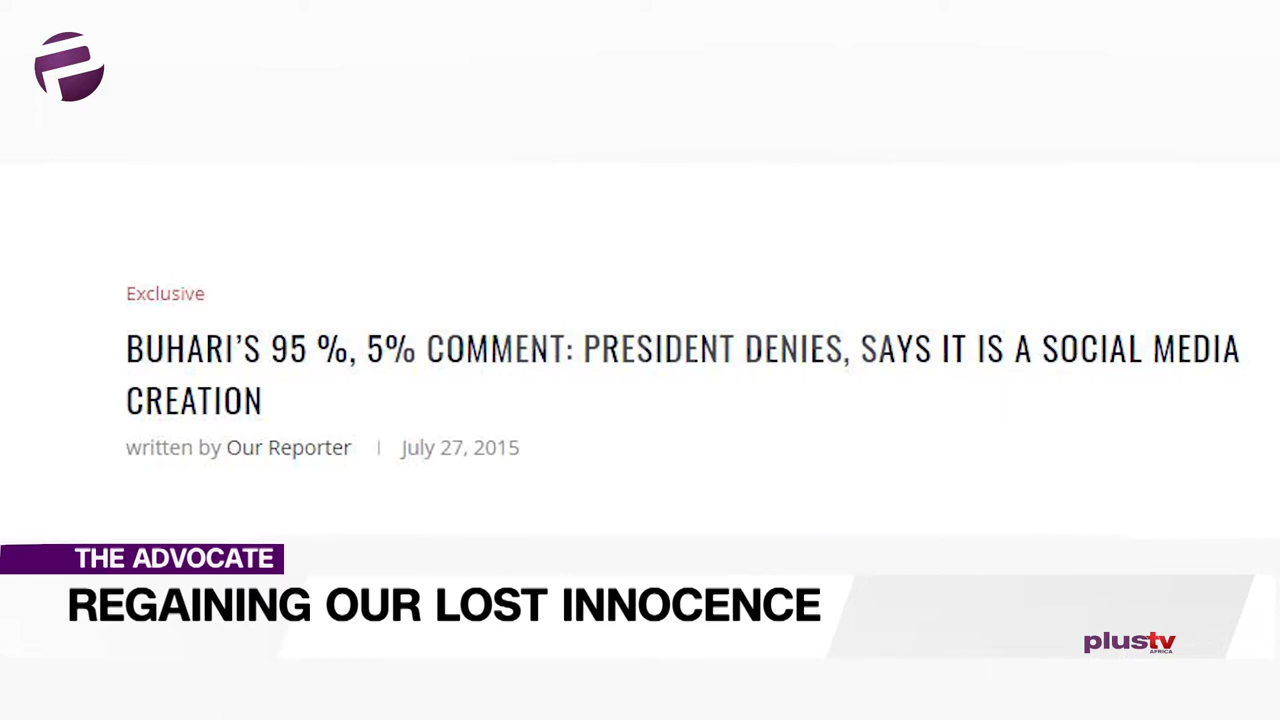 Exclusive
BUHARI'S 95 %, 5% COMMENT: PRESIDENT DENIES, SAYS IT IS A SOCIAL MEDIA
CREATION
written by Our Reporter | July 27, 2015
THE ADVOCATE
REGAINING OUR LOST INNOCENCE
plustv
AFRICA